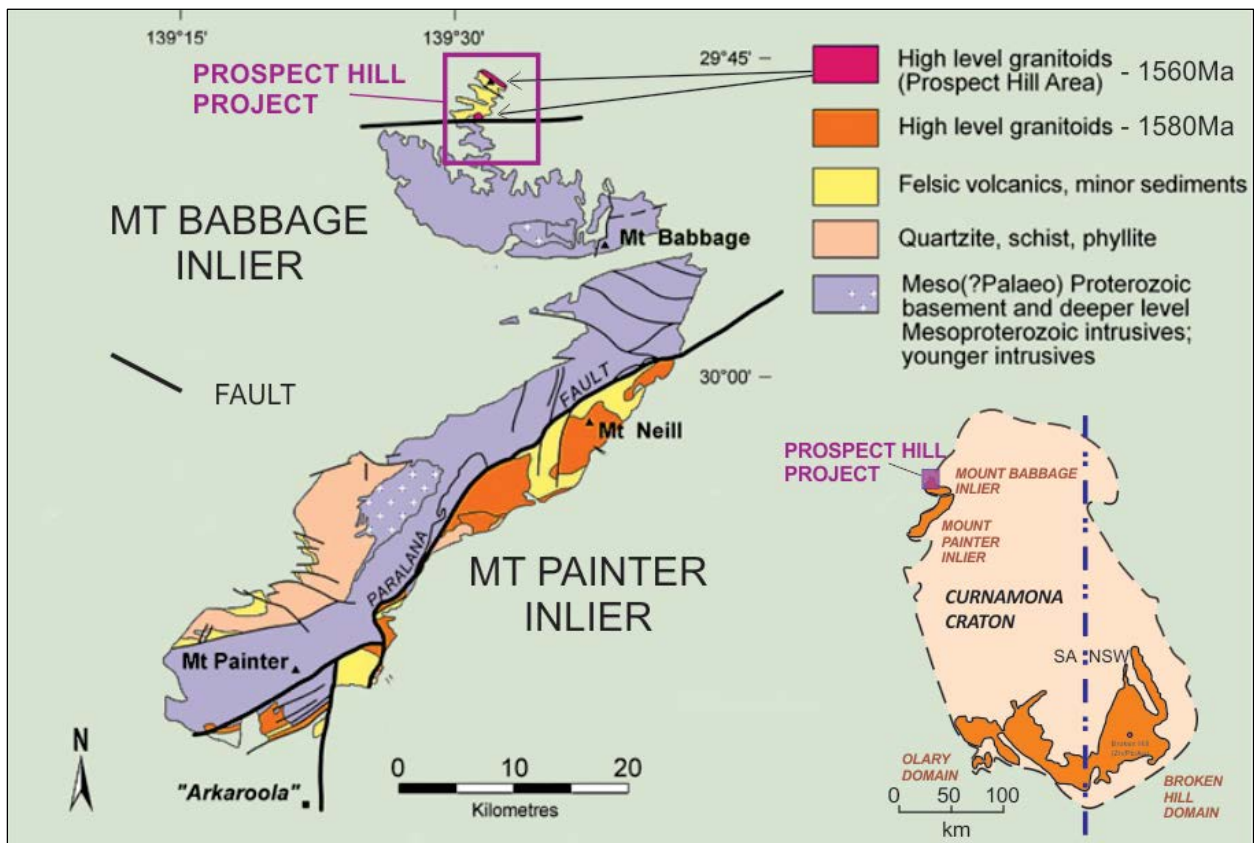 139°15'
139°30'
29°45'
PROSPECT HILL
PROJECT
High level granitoids
(Prospect Hill Area) - 1560Ma
High level granitoids - 1580Ma
Felsic volcanics, minor sediments
Quartzite, schist, phyllite
Meso(?Palaeo) Proterozoic
basement and deeper level
Mesoproterozoic intrusives;
younger intrusives
MT BABBAGE
INLIER
Mt Babbage
FAULT
30°00'
PARALANA FAULT
Mt Neill
MT PAINTER
INLIER
Mt Painter
N
"Arkaroola"
0 10 20
Kilometres
PROSPECT HILL
PROJECT
MOUNT BABBAGE
INLIER
MOUNT
PAINTER
INLIER
CURNAMONA
CRATON
SA NSW
Broken Hill
OLARY
DOMAIN
BROKEN
HILL
DOMAIN
0 50 100
km